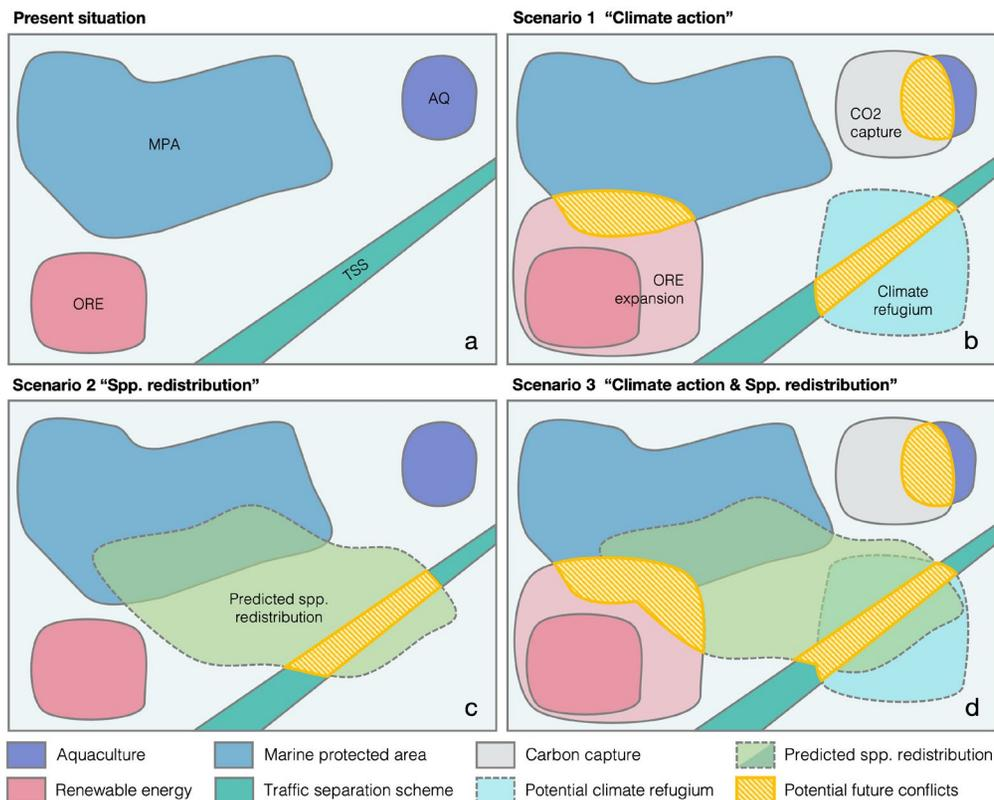 Present situation
MPA
AQ
ORE
TSS
a
Scenario 1 “Climate action”
CO2
capture
ORE
expansion
Climate
refugium
b
Scenario 2 “Spp. redistribution”
Predicted spp.
redistribution
c
Scenario 3 “Climate action & Spp. redistribution”
d
Aquaculture
Marine protected area
Carbon capture
Predicted spp. redistribution
Renewable energy
Traffic separation scheme
Potential climate refugium
Potential future conflicts